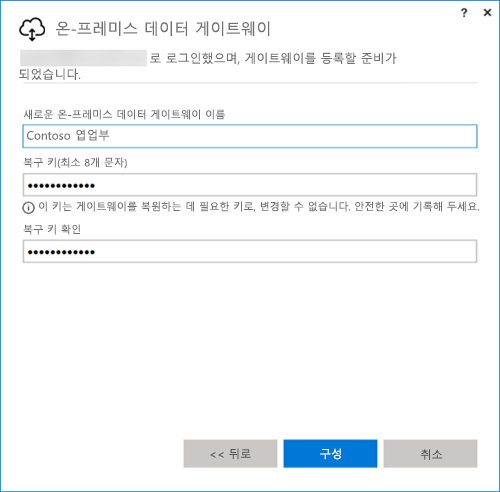 ? ×
온-프레미스 데이터 게이트웨이
로 로그인했으며, 게이트웨이를 등록할 준비가
되었습니다.
새로운 온-프레미스 데이터 게이트웨이 이름
Contoso 엽업부
복구 키(최소 8개 문자)
••••••••••••
이 키는 게이트웨이를 복원하는 데 필요한 키로, 변경할 수 없습니다. 안전한 곳에 기록해 두세요.
복구 키 확인
••••••••••••
<< 뒤로 구성 취소